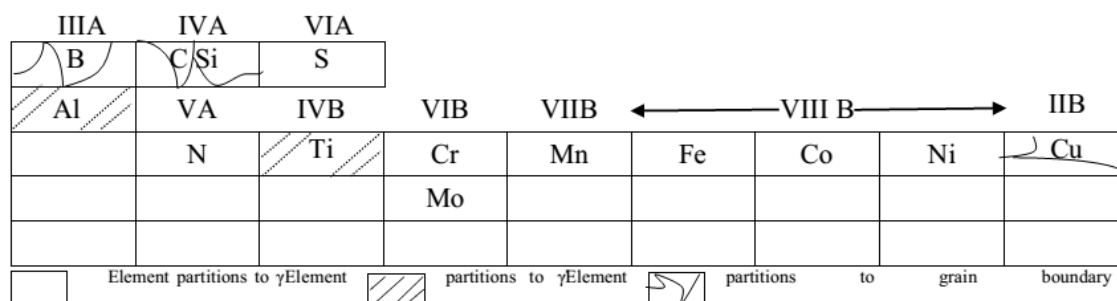 IIIA IVA VIA
B C Si S
Al VA IVB VIB VIIB VIII B IIB
N Ti Cr Mn Fe Co Ni Cu
Mo
Element partitions to γElement partitions to γElement partitions to grain boundary